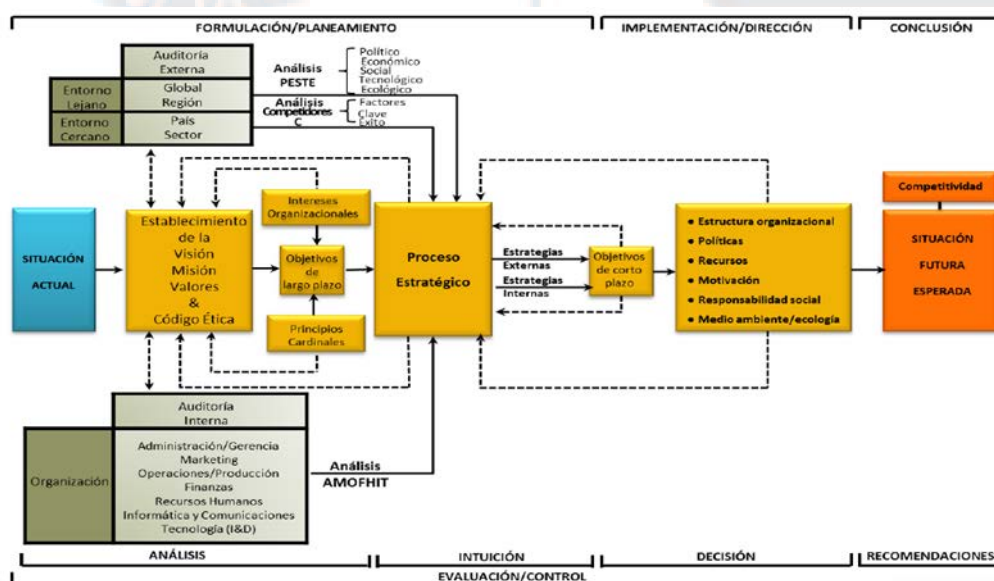 FORMULACIÓN/PLANEAMIENTO
IMPLEMENTACIÓN/DIRECCIÓN
CONCLUSIÓN
Auditoría
Externa
Entorno
Lejano
Global
Región
Entorno
Cercano
País
Sector
Análisis
PESTE
Político
Económico
Social
Tecnológico
Ecológico
Análisis
Competidores
C
Factores
Clave
Éxito
SITUACIÓN
ACTUAL
Establecimiento
de la
Visión
Misión
Valores
&
Código Ética
Intereses
Organizacionales
Objetivos
de
largo plazo
Principios
Cardinales
Proceso
Estratégico
Estrategias
Externas
Estrategias
Internas
Objetivos
de corto
plazo
• Estructura organizacional
• Políticas
• Recursos
• Motivación
• Responsabilidad social
• Medio ambiente/ecología
Competitividad
SITUACIÓN
FUTURA
ESPERADA
Auditoría
Interna
Organización
Administración/Gerencia
Marketing
Operaciones/Producción
Finanzas
Recursos Humanos
Informática y Comunicaciones
Tecnología (I&D)
Análisis
AMOFHIT
ANÁLISIS
INTUICIÓN
DECISIÓN
RECOMENDACIONES
EVALUACIÓN/CONTROL